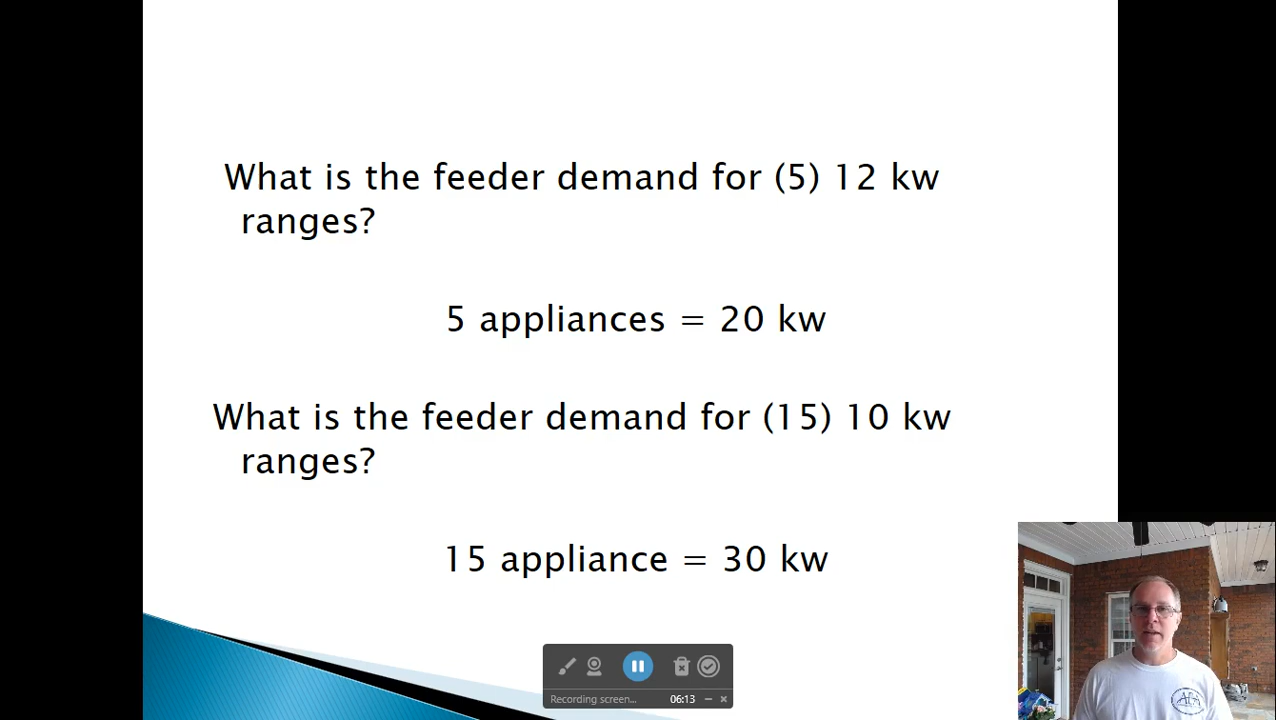 What is the feeder demand for (5) 12 kw
ranges?
5 appliances = 20 kw
What is the feeder demand for (15) 10 kw
ranges?
15 appliance = 30 kw
Recording screen... 06:13